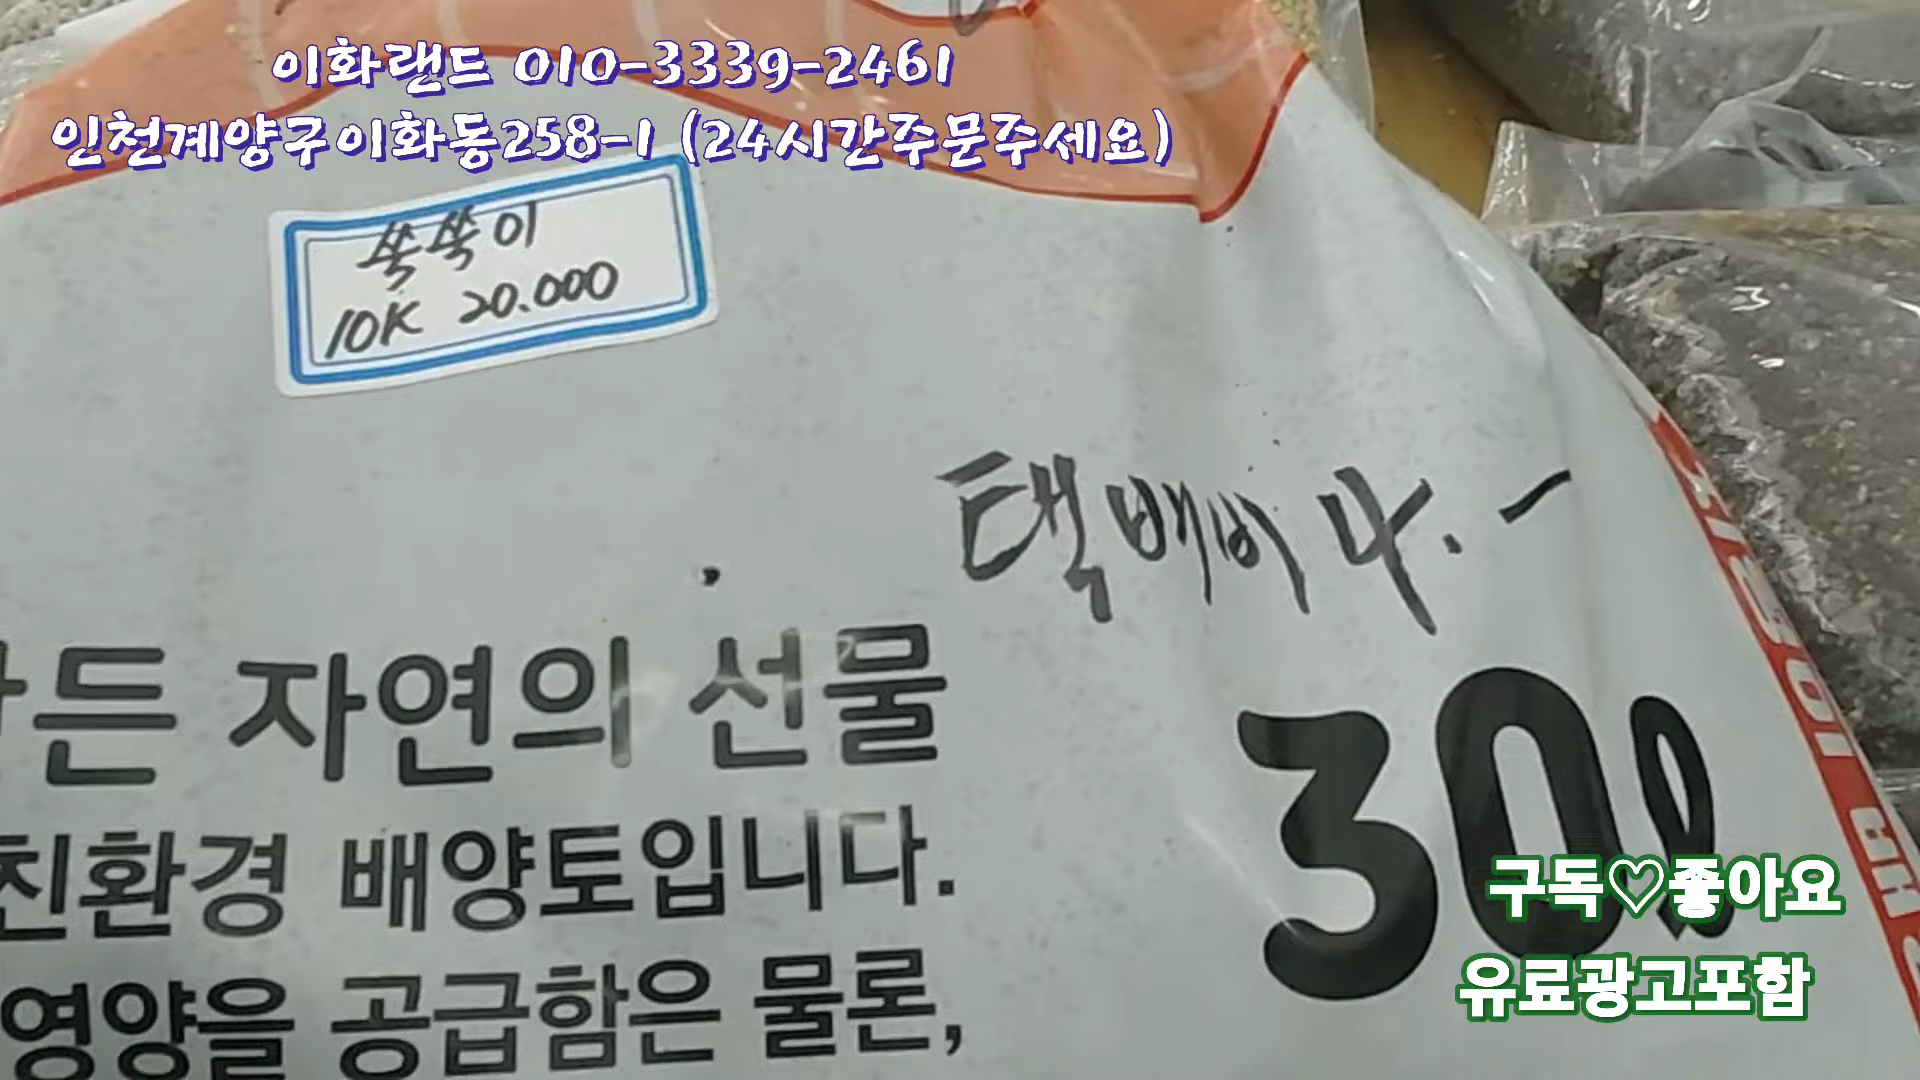 이화랜드 010-3339-2461
인천계양구이화동258-1 (24시간주문주세요)
쑥쑥이
10K 20.000
택배비 4.-
든 자연의 선물
30ℓ
친환경 배양토입니다.
영양을 공급함은 물론,
구독♡좋아요
유료광고포함